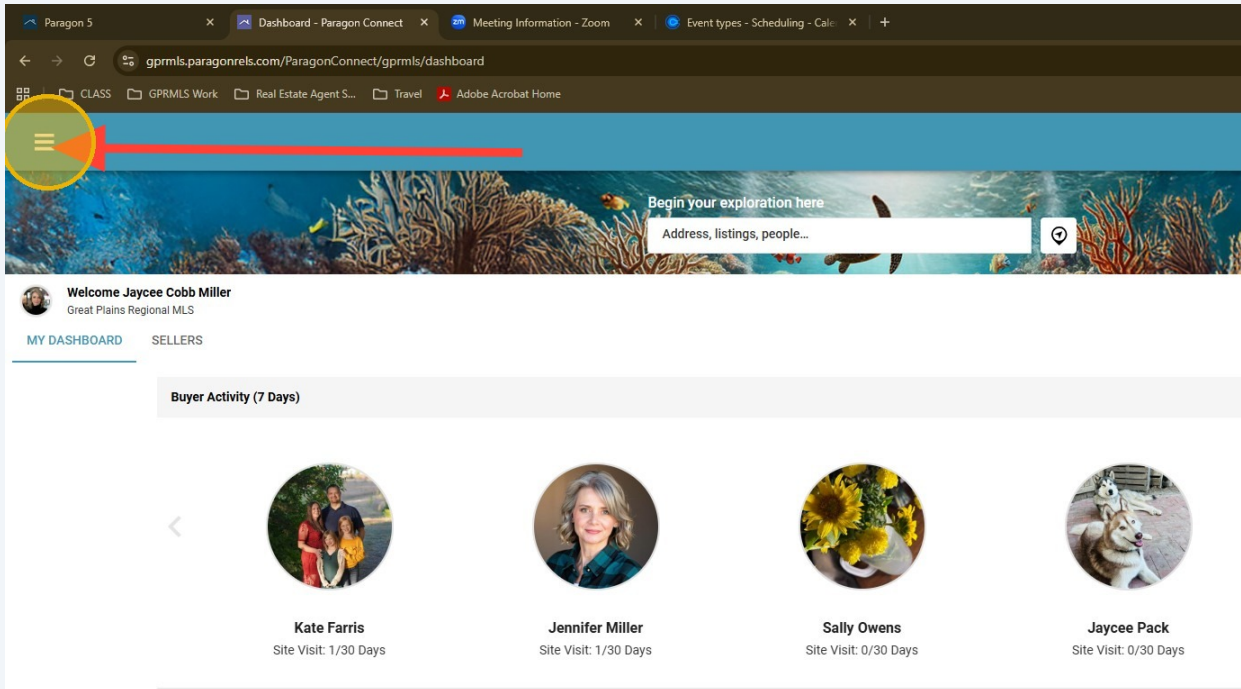 Paragon 5
Dashboard - Paragon Connect
Meeting Information - Zoom
Event types - Scheduling - Cale
gprmls.paragonrels.com/ParagonConnect/gprmls/dashboard
CLASS
GPRMLS Work
Real Estate Agent S...
Travel
Adobe Acrobat Home
Begin your exploration here
Address, listings, people...
Welcome Jaycee Cobb Miller
Great Plains Regional MLS
MY DASHBOARD
SELLERS
Buyer Activity (7 Days)
Kate Farris
Jennifer Miller
Sally Owens
Jaycee Pack
Site Visit: 1/30 Days
Site Visit: 1/30 Days
Site Visit: 0/30 Days
Site Visit: 0/30 Days